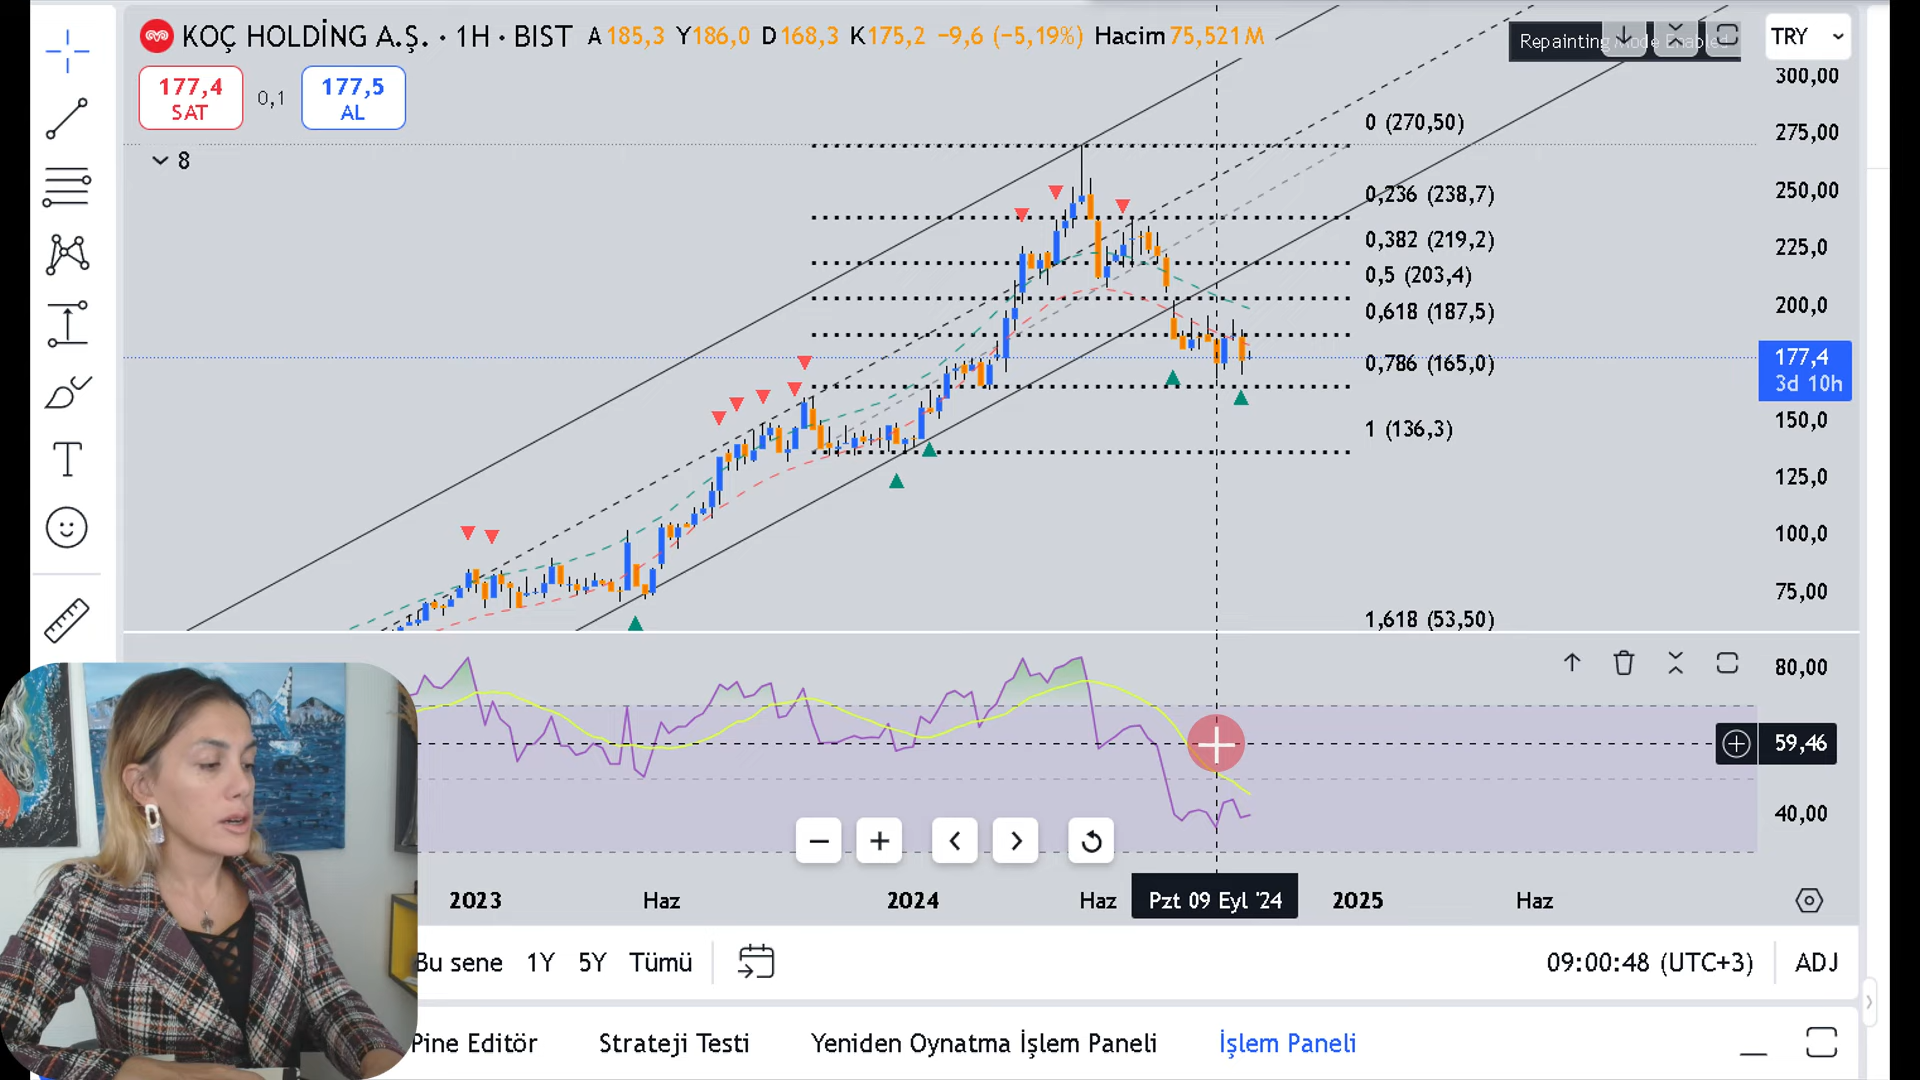 KOÇ HOLDİNG A.Ş. · 1H · BIST A185,3 Y186,0 D168,3 K175,2 −9,6 (−5,19%) Hacim75,521M
Repainting Mode Enabled
TRY
177,4
SAT
0,1
177,5
AL
8
300,00
275,00
250,00
225,0
200,0
177,4
3d 10h
150,0
125,0
100,0
75,00
0 (270,50)
0,236 (238,7)
0,382 (219,2)
0,5 (203,4)
0,618 (187,5)
0,786 (165,0)
1 (136,3)
1,618 (53,50)
80,00
59,46
40,00
2023
Haz
2024
Haz
Pzt 09 Eyl '24
2025
Haz
Bu sene 1Y 5Y Tümü
09:00:48 (UTC+3)
ADJ
Pine Editör
Strateji Testi
Yeniden Oynatma İşlem Paneli
İşlem Paneli